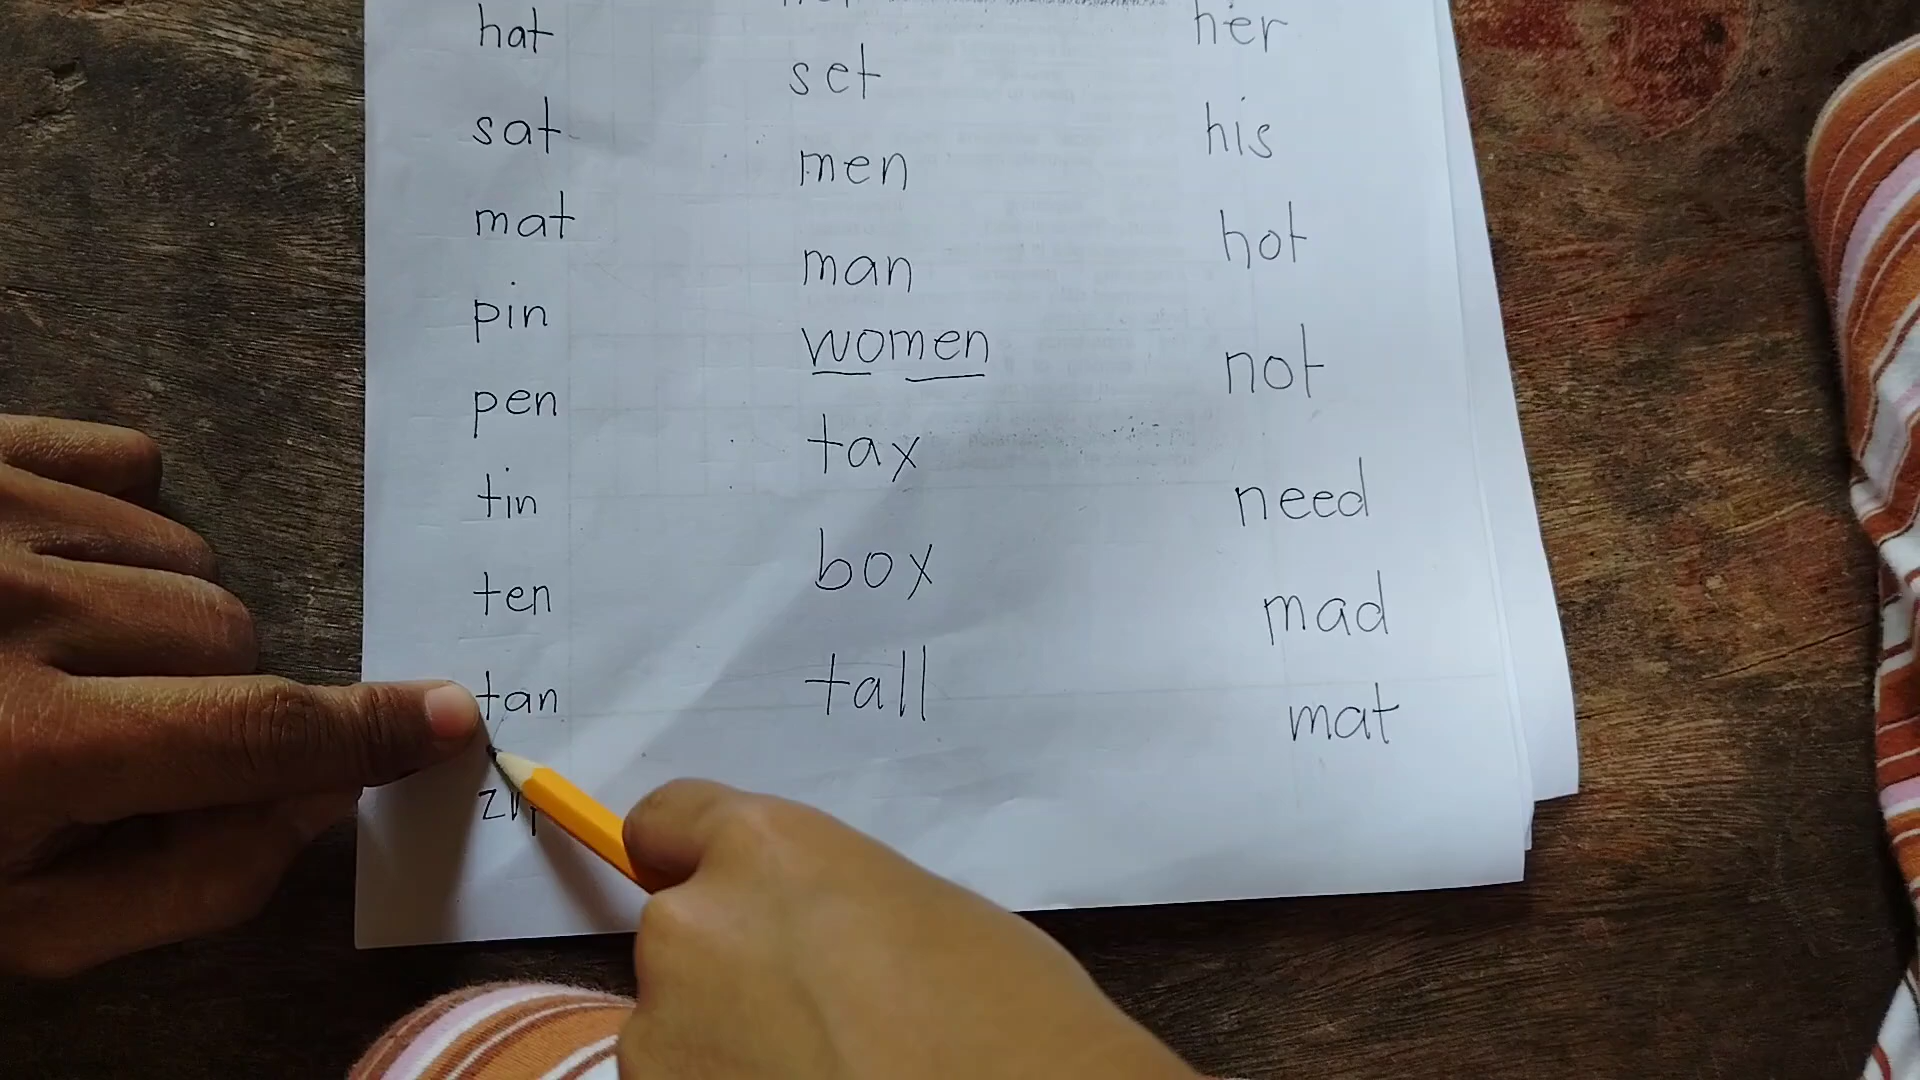 hat
sat
mat
pin
pen
tin
ten
tan
set
men
man
women
tax
box
tall
her
his
hot
not
need
mad
mat